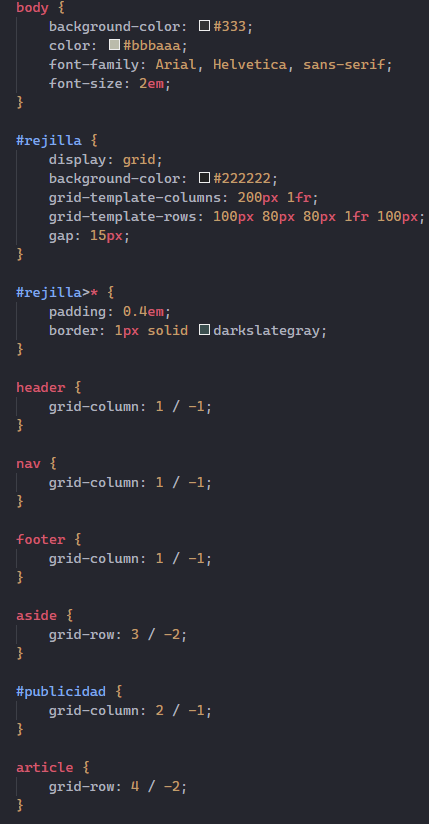 body {
    background-color: #333;
    color: #bbbaaa;
    font-family: Arial, Helvetica, sans-serif;
    font-size: 2em;
}

#rejilla {
    display: grid;
    background-color: #222222;
    grid-template-columns: 200px 1fr;
    grid-template-rows: 100px 80px 80px 1fr 100px;
    gap: 15px;
}

#rejilla>* {
    padding: 0.4em;
    border: 1px solid darkslategray;
}

header {
    grid-column: 1 / -1;
}

nav {
    grid-column: 1 / -1;
}

footer {
    grid-column: 1 / -1;
}

aside {
    grid-row: 3 / -2;
}

#publicidad {
    grid-column: 2 / -1;
}

article {
    grid-row: 4 / -2;
}